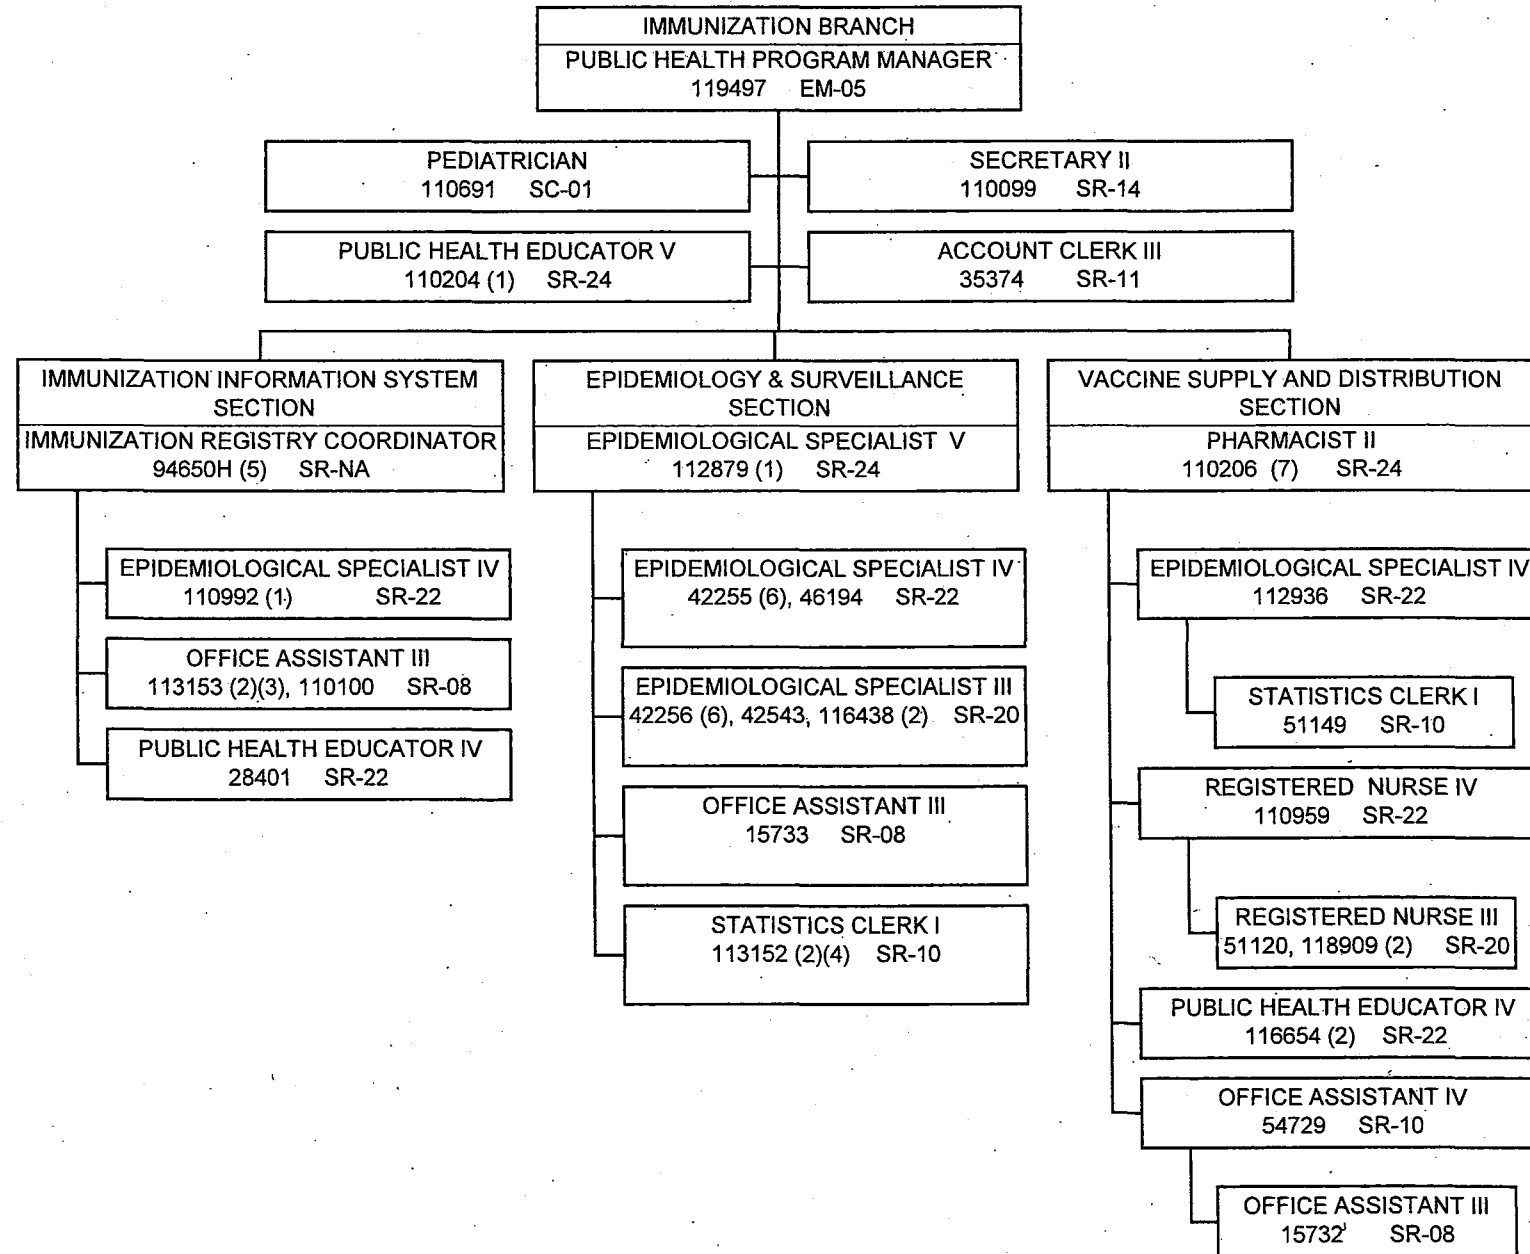 IMMUNIZATION BRANCH
PUBLIC HEALTH PROGRAM MANAGER
119497 EM-05
PEDIATRICIAN
110691 SC-01
SECRETARY II
110099 SR-14
PUBLIC HEALTH EDUCATOR V
110204 (1) SR-24
ACCOUNT CLERK III
35374 SR-11
IMMUNIZATION INFORMATION SYSTEM
SECTION
IMMUNIZATION REGISTRY COORDINATOR
94650H (5) SR-NA
EPIDEMIOLOGICAL SPECIALIST IV
110992 (1) SR-22
OFFICE ASSISTANT III
113153 (2)(3), 110100 SR-08
PUBLIC HEALTH EDUCATOR IV
28401 SR-22
EPIDEMIOLOGY & SURVEILLANCE
SECTION
EPIDEMIOLOGICAL SPECIALIST V
112879 (1) SR-24
EPIDEMIOLOGICAL SPECIALIST IV
42255 (6), 46194 SR-22
EPIDEMIOLOGICAL SPECIALIST III
42256 (6), 42543, 116438 (2) SR-20
OFFICE ASSISTANT III
15733 SR-08
STATISTICS CLERK I
113152 (2)(4) SR-10
VACCINE SUPPLY AND DISTRIBUTION
SECTION
PHARMACIST II
110206 (7) SR-24
EPIDEMIOLOGICAL SPECIALIST IV
112936 SR-22
STATISTICS CLERK I
51149 SR-10
REGISTERED NURSE IV
110959 SR-22
REGISTERED NURSE III
51120, 118909 (2) SR-20
PUBLIC HEALTH EDUCATOR IV
116654 (2) SR-22
OFFICE ASSISTANT IV
54729 SR-10
OFFICE ASSISTANT III
15732 SR-08